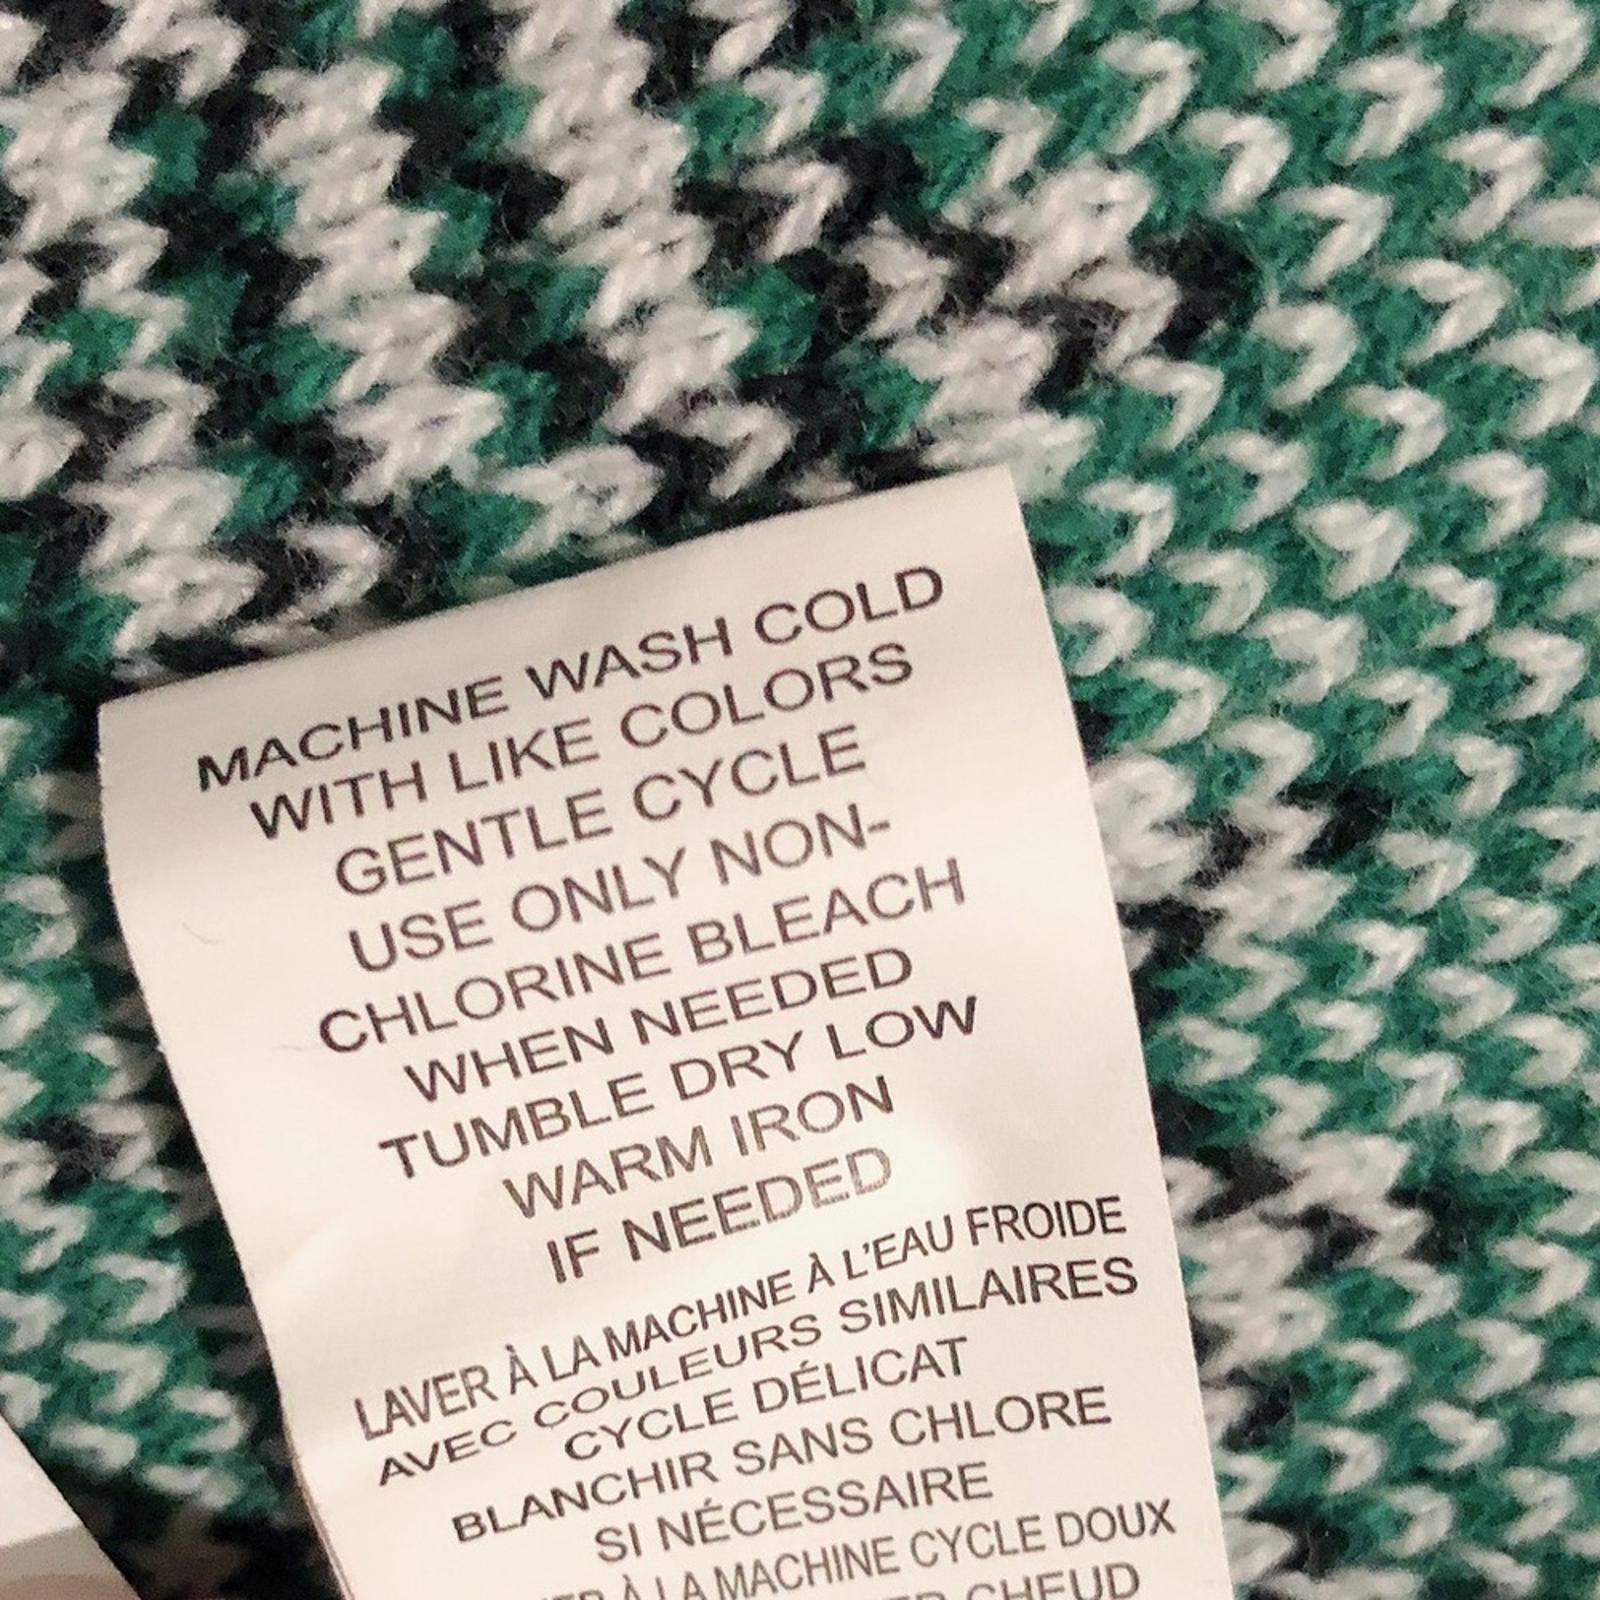 MACHINE WASH COLD
WITH LIKE COLORS
GENTLE CYCLE
USE ONLY NON-
CHLORINE BLEACH
WHEN NEEDED
TUMBLE DRY LOW
WARM IRON
IF NEEDED
LAVER À LA MACHINE À L'EAU FROIDE
AVEC COULEURS SIMILAIRES
CYCLE DÉLICAT
BLANCHIR SANS CHLORE
SI NÉCESSAIRE
À LA MACHINE CYCLE DOUX
CHEUD